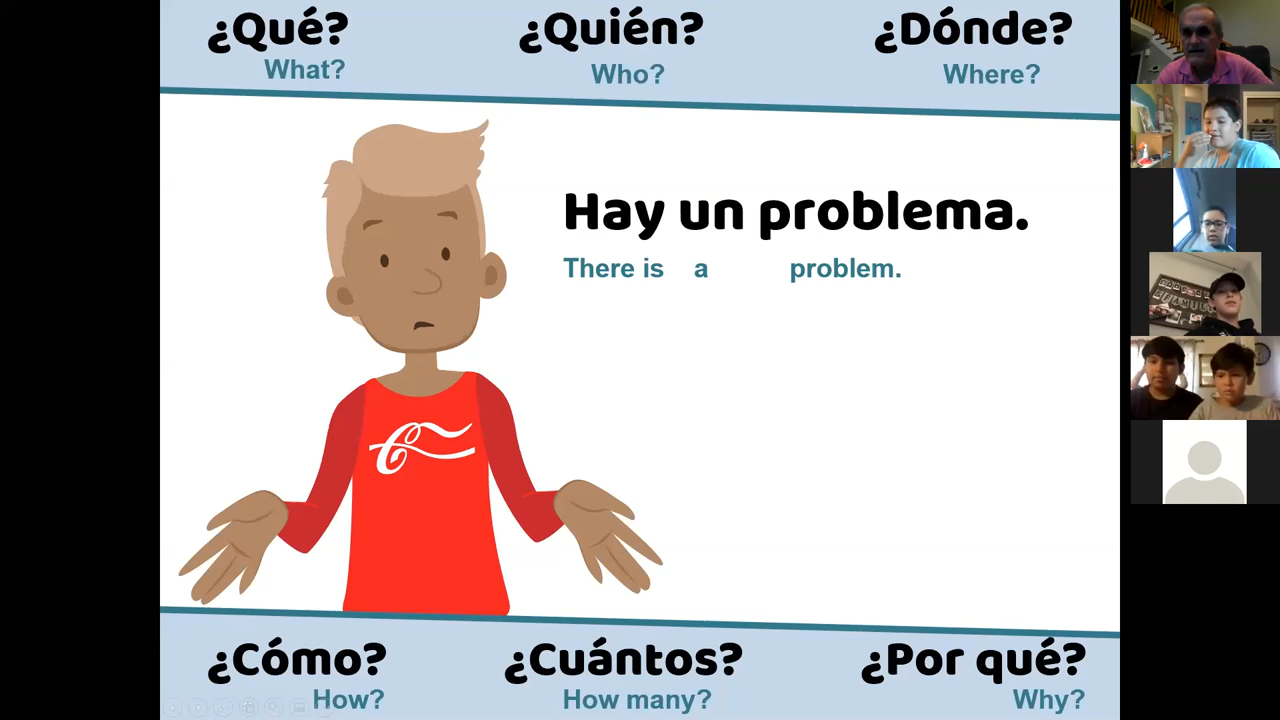 ¿Qué? ¿Quién? ¿Dónde?
What? Who? Where?
Hay un problema.
There is a problem.
¿Cómo? ¿Cuántos? ¿Por qué?
How? How many? Why?